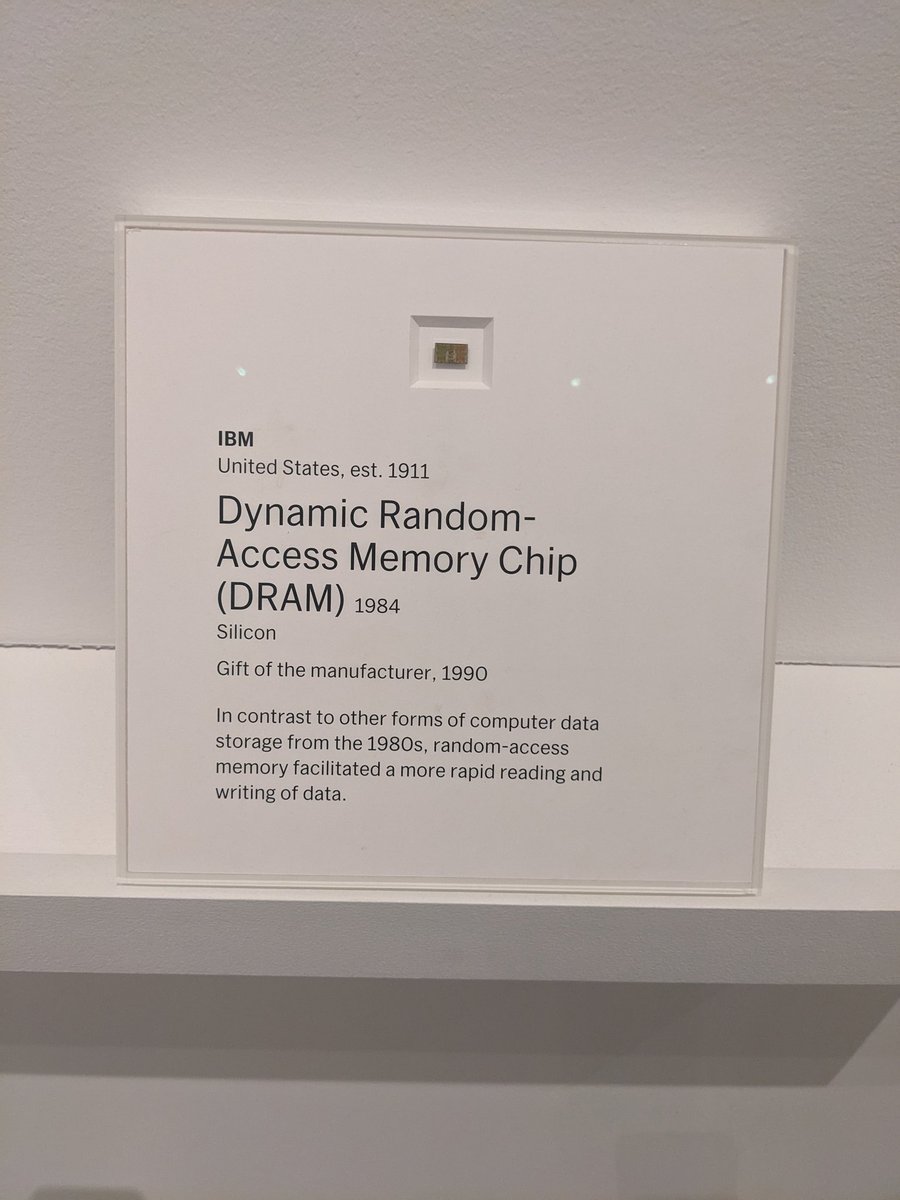 IBM
United States, est. 1911
Dynamic Random-
Access Memory Chip
(DRAM) 1984
Silicon
Gift of the manufacturer, 1990
In contrast to other forms of computer data
storage from the 1980s, random-access
memory facilitated a more rapid reading and
writing of data.